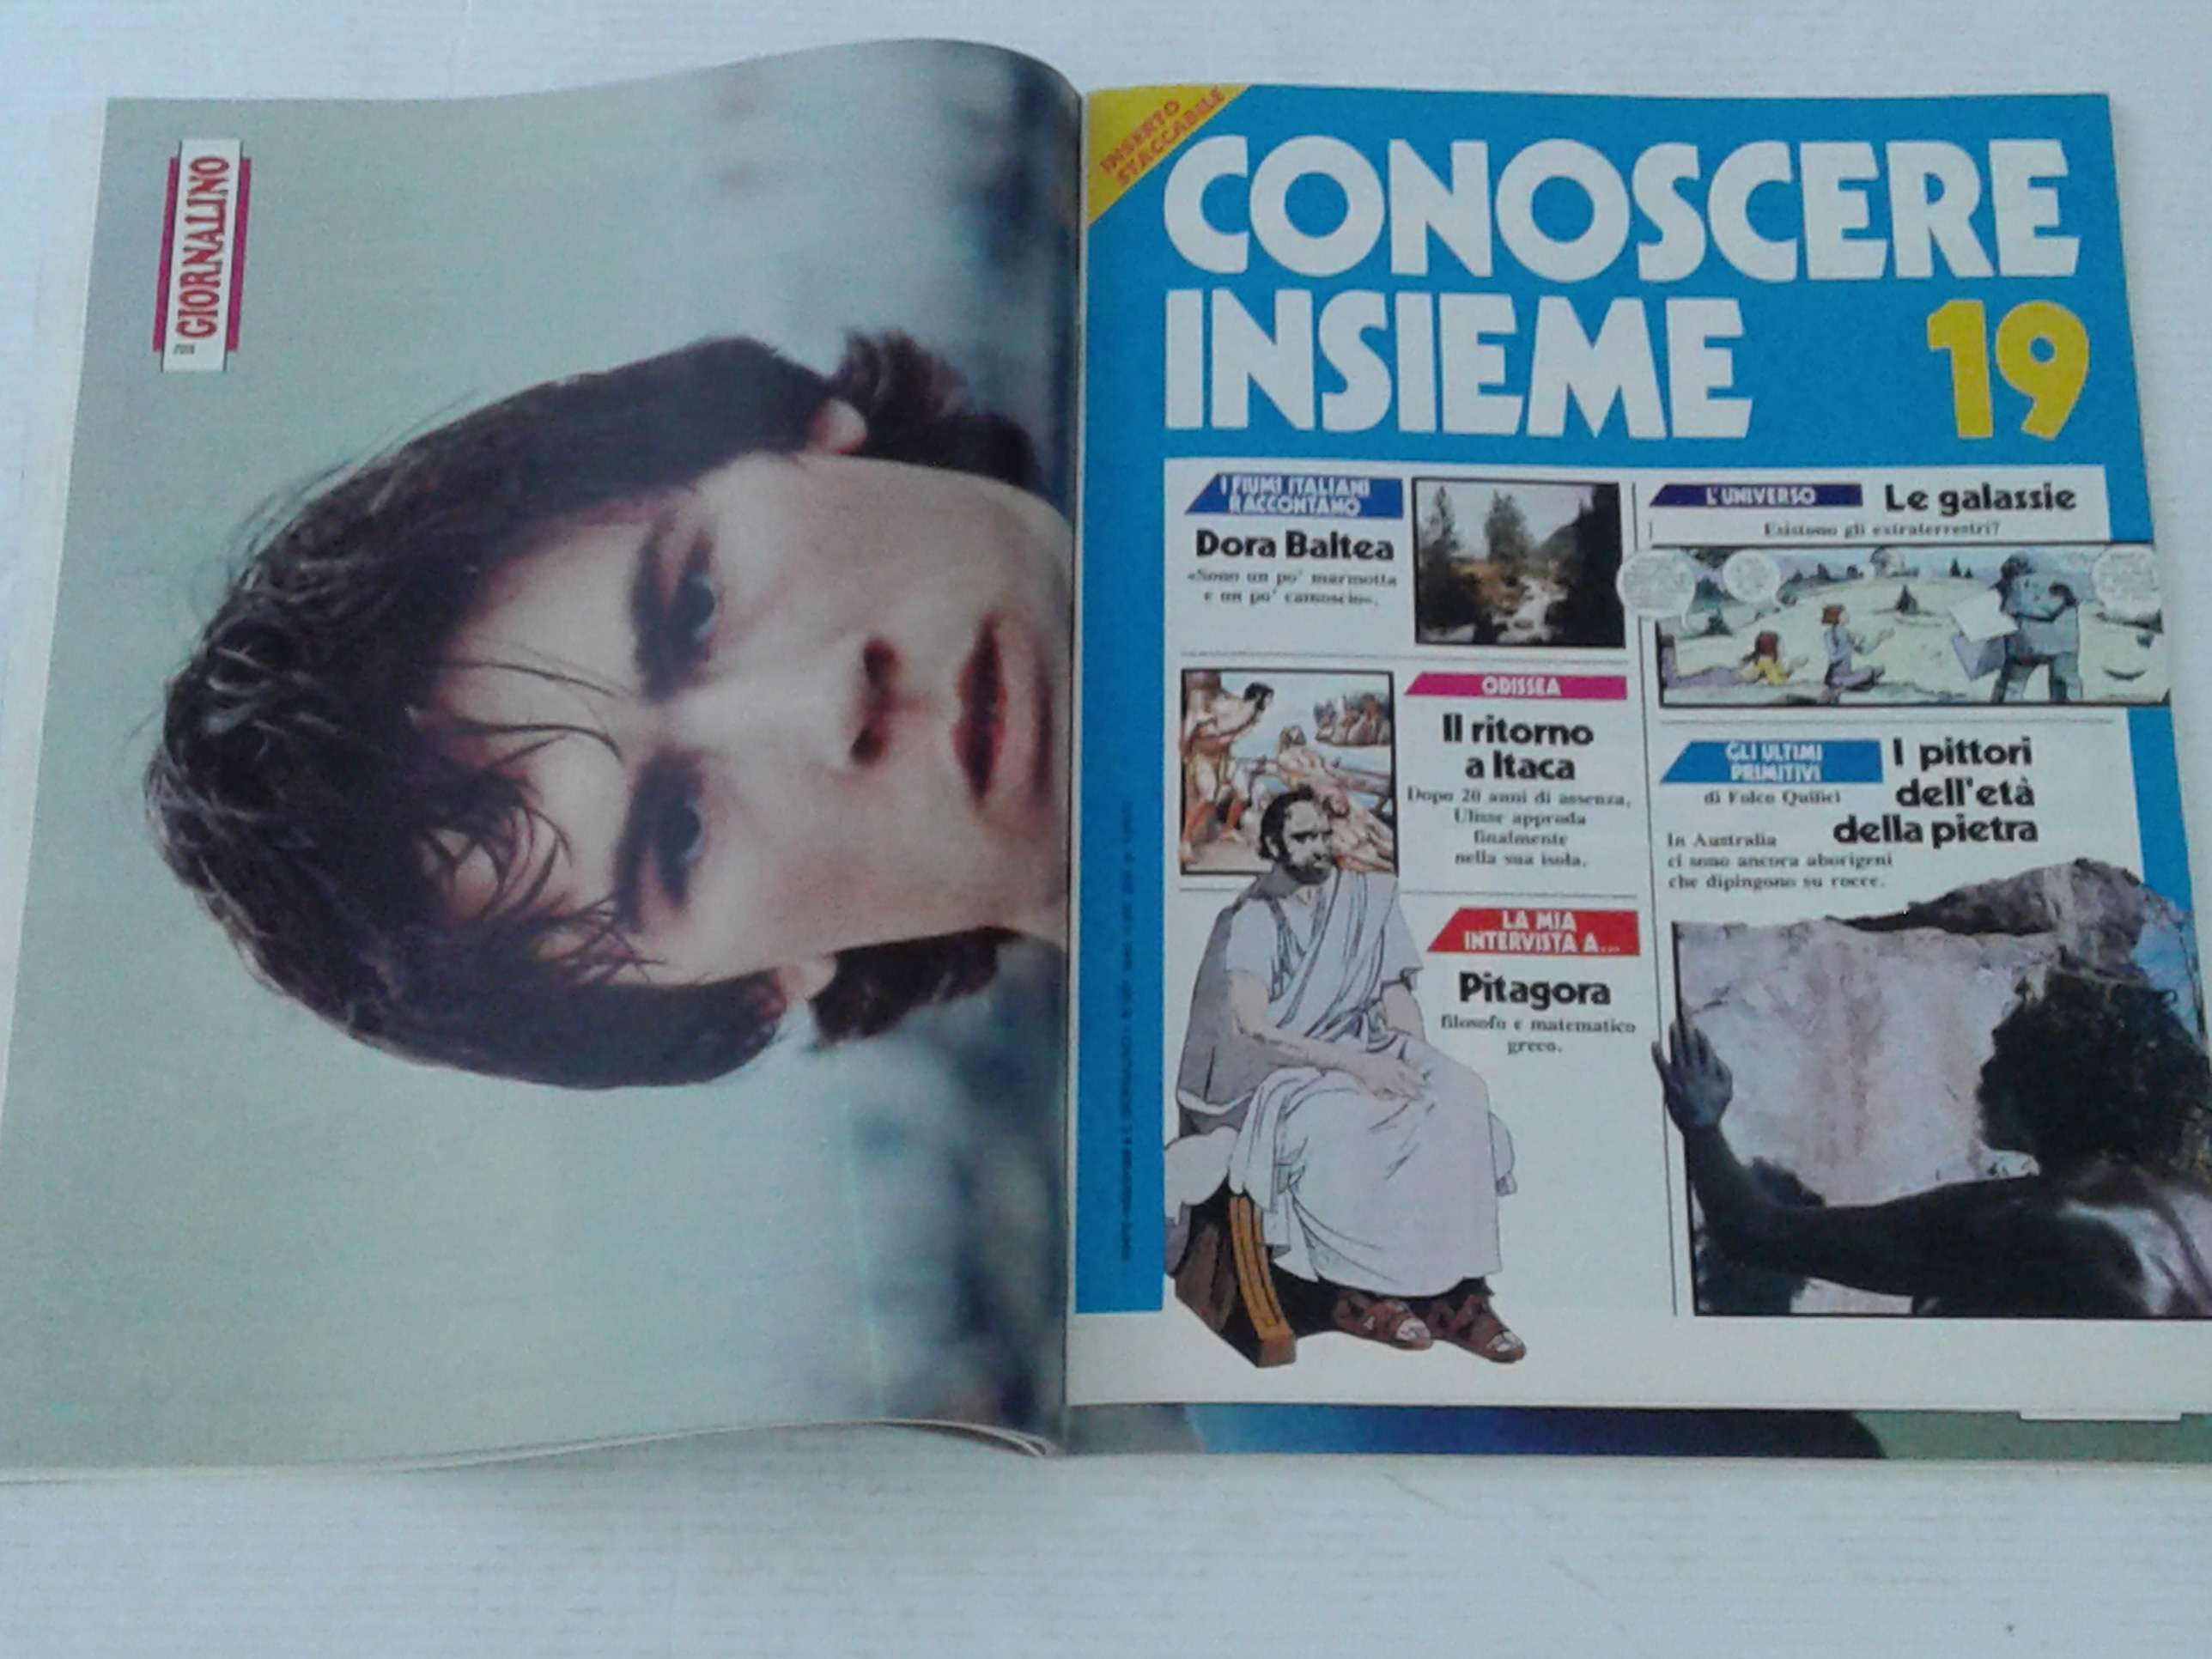 IL GIORNALINO
INSERTO
STACCABILE
CONOSCERE
INSIEME 19
I FIUMI ITALIANI
RACCONTANO
Dora Baltea
«Sono un po' marmotta
e un po' camoscio».
L'UNIVERSO
Le galassie
Esistono gli extraterrestri?
ODISSEA
Il ritorno
a Itaca
Dopo 20 anni di assenza,
Ulisse approda
finalmente
nella sua isola.
GLI ULTIMI
PRIMITIVI
di Folco Quilici
I pittori
dell'età
della pietra
In Australia
ci sono ancora aborigeni
che dipingono su rocce.
LA MIA
INTERVISTA A...
Pitagora
filosofo e matematico
greco.